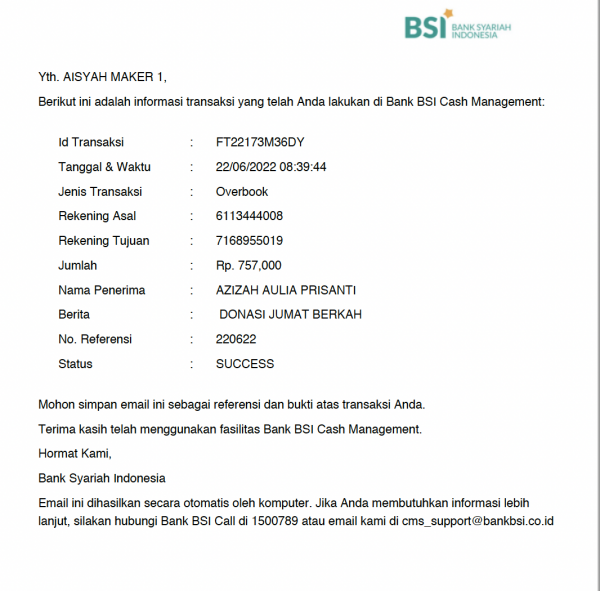 BSI BANK SYARIAH
INDONESIA
Yth. AISYAH MAKER 1,
Berikut ini adalah informasi transaksi yang telah Anda lakukan di Bank BSI Cash Management:
Id Transaksi : FT22173M36DY
Tanggal & Waktu : 22/06/2022 08:39:44
Jenis Transaksi : Overbook
Rekening Asal : 6113444008
Rekening Tujuan : 7168955019
Jumlah : Rp. 757,000
Nama Penerima : AZIZAH AULIA PRISANTI
Berita : DONASI JUMAT BERKAH
No. Referensi : 220622
Status : SUCCESS
Mohon simpan email ini sebagai referensi dan bukti atas transaksi Anda.
Terima kasih telah menggunakan fasilitas Bank BSI Cash Management.
Hormat Kami,
Bank Syariah Indonesia
Email ini dihasilkan secara otomatis oleh komputer. Jika Anda membutuhkan informasi lebih
lanjut, silakan hubungi Bank BSI Call di 1500789 atau email kami di cms_support@bankbsi.co.id